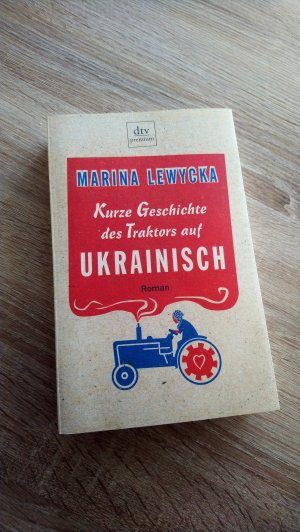 dtv
premium
MARINA LEWYCKA
Kurze Geschichte
des Traktors auf
UKRAINISCH
Roman